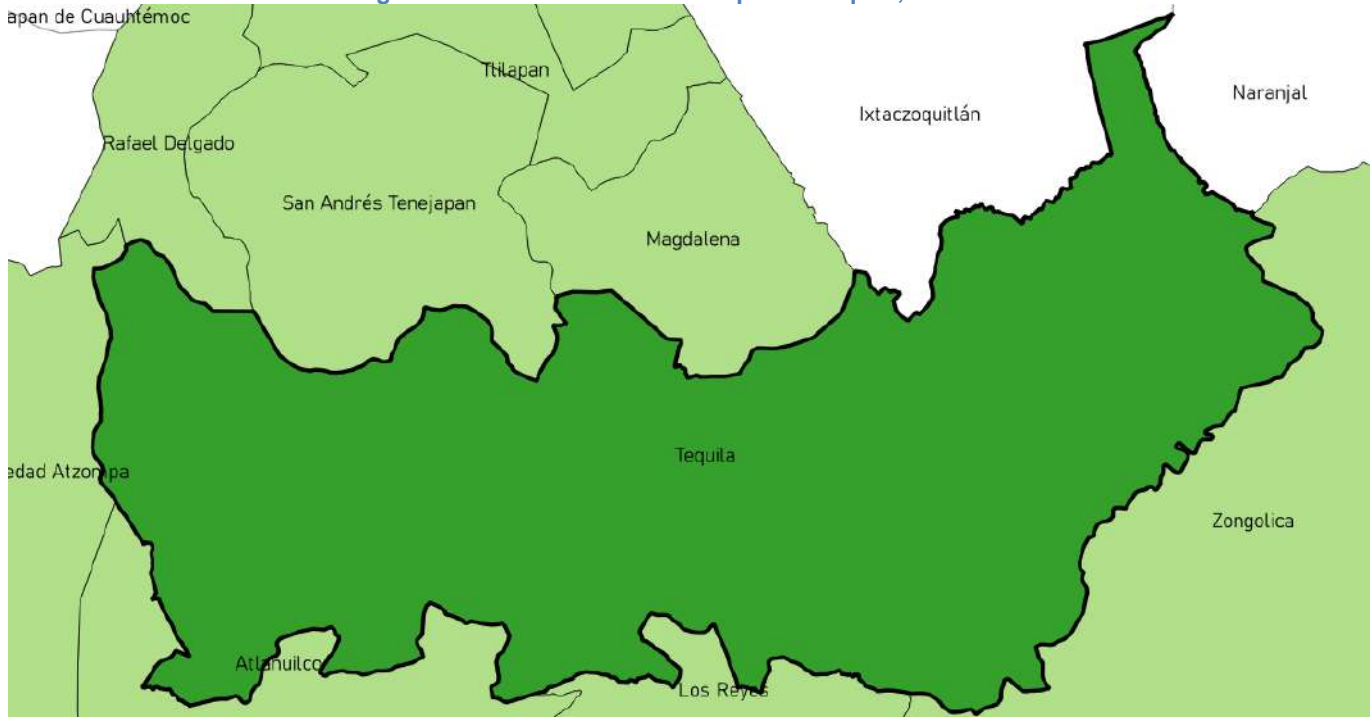 apan de Cuauhtémoc
Tlilapan
Naranjal
Ixtaczoquitlán
Rafael Delgado
San Andrés Tenejapan
Magdalena
Tequila
edad Atzompa
Zongolica
Atlahuilco
Los Reyes